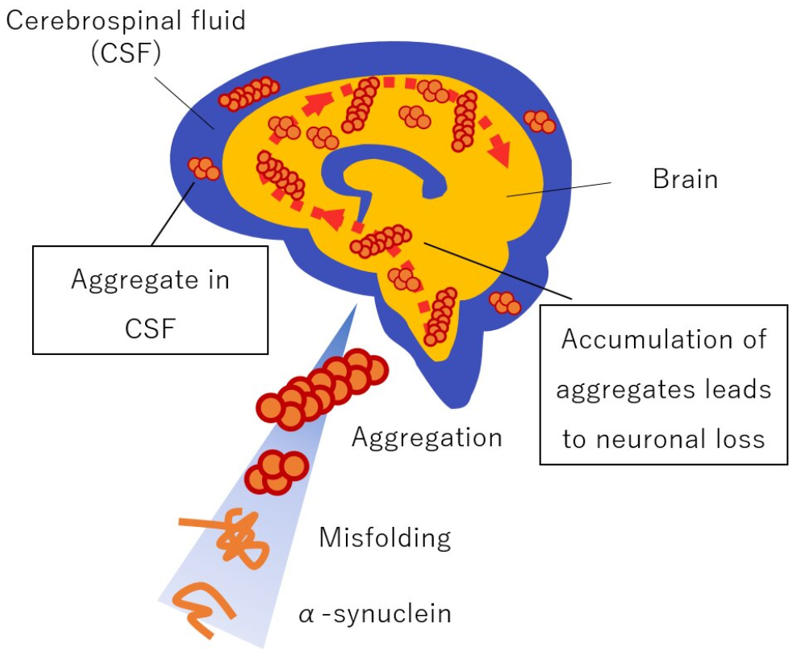 Cerebrospinal fluid
(CSF)
Brain
Aggregate in
CSF
Accumulation of
aggregates leads
to neuronal loss
Aggregation
Misfolding
α-synuclein